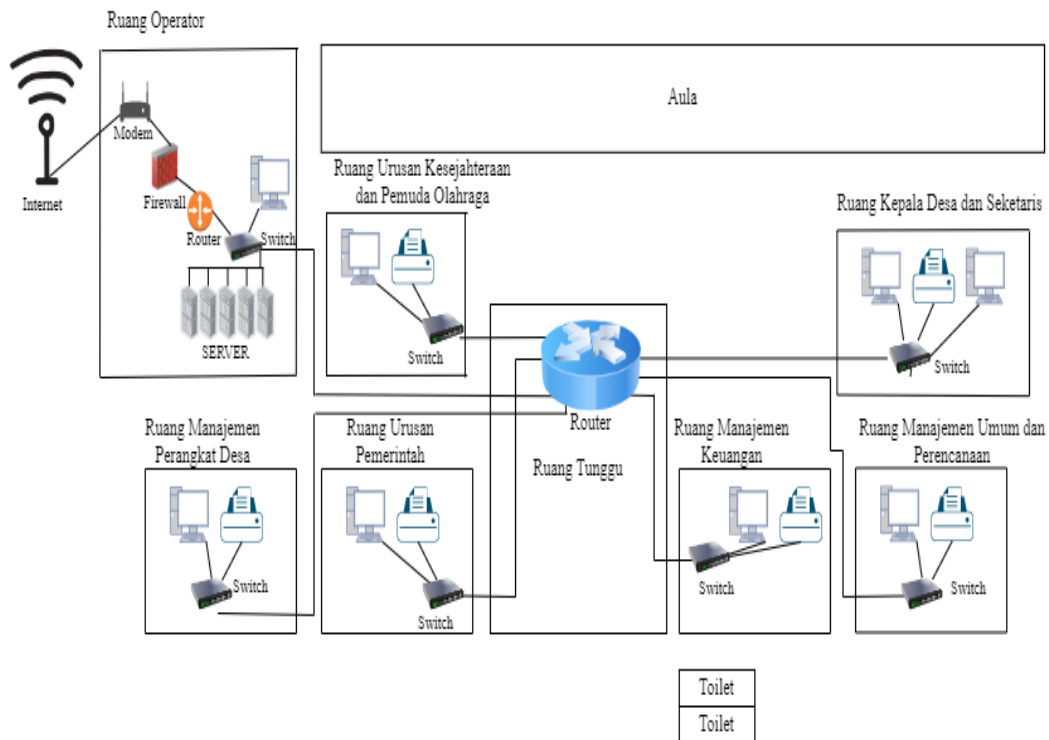 Ruang Operator
Aula
Modem
Internet
Firewall
Router
Switch
SERVER
Ruang Urusan Kesejahteraan
dan Pemuda Olahraga
Switch
Ruang Kepala Desa dan Seketaris
Switch
Router
Ruang Tunggu
Ruang Manajemen
Perangkat Desa
Switch
Ruang Urusan
Pemerintah
Switch
Ruang Manajemen
Keuangan
Switch
Ruang Manajemen Umum dan
Perencanaan
Switch
Toilet
Toilet